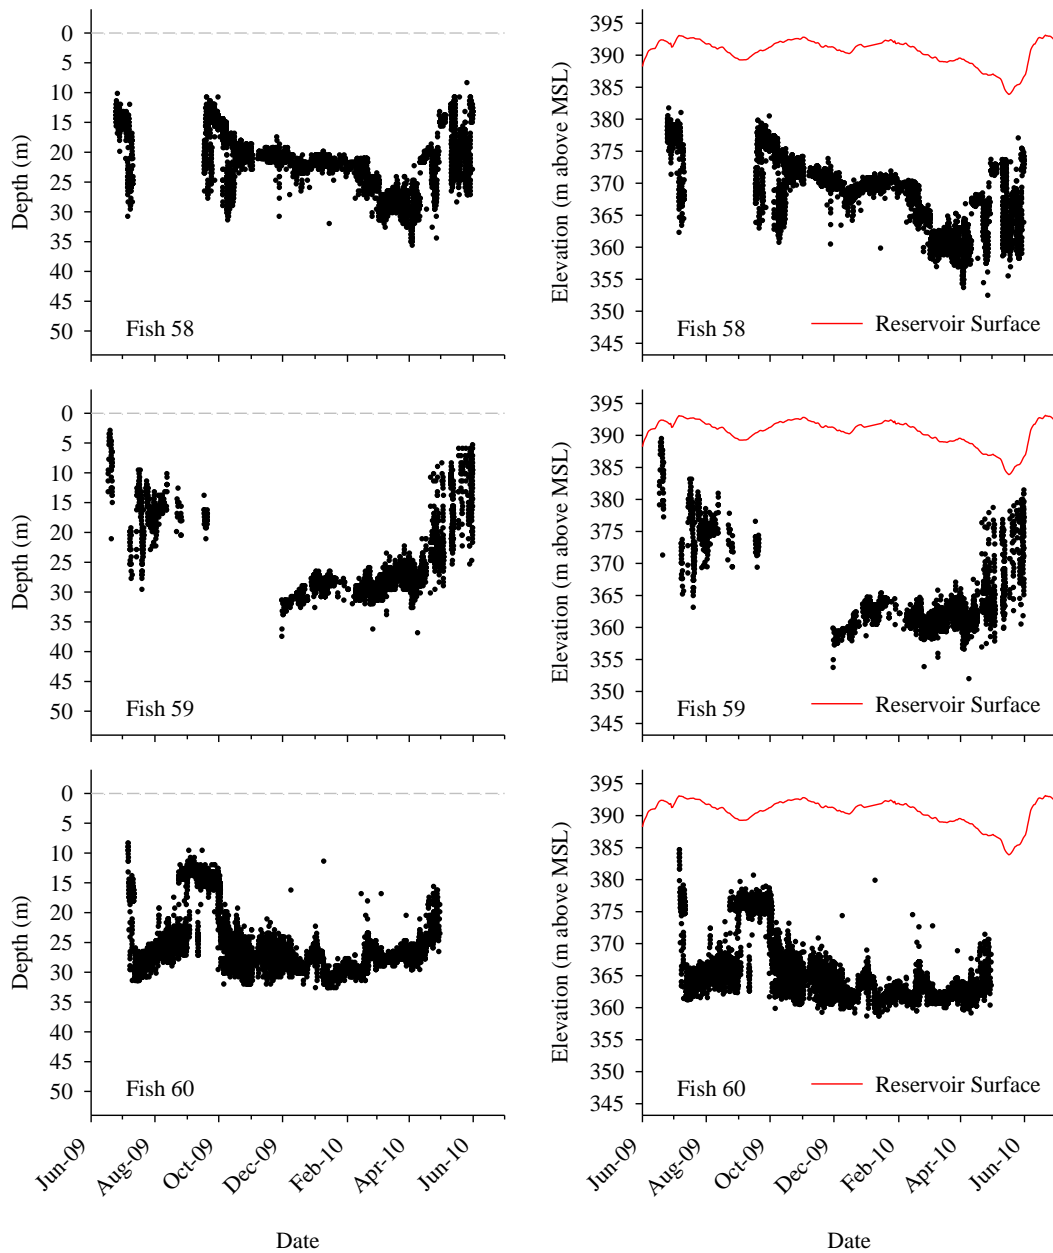 0
5
10
15
20
25
30
35
40
45
50
Depth (m)
Fish 58
395
390
385
380
375
370
365
360
355
350
345
Elevation (m above MSL)
Fish 58
Reservoir Surface
0
5
10
15
20
25
30
35
40
45
50
Depth (m)
Fish 59
395
390
385
380
375
370
365
360
355
350
345
Elevation (m above MSL)
Fish 59
Reservoir Surface
0
5
10
15
20
25
30
35
40
45
50
Depth (m)
Fish 60
Jun-09
Aug-09
Oct-09
Dec-09
Feb-10
Apr-10
Jun-10
Date
395
390
385
380
375
370
365
360
355
350
345
Elevation (m above MSL)
Fish 60
Reservoir Surface
Jun-09
Aug-09
Oct-09
Dec-09
Feb-10
Apr-10
Jun-10
Date